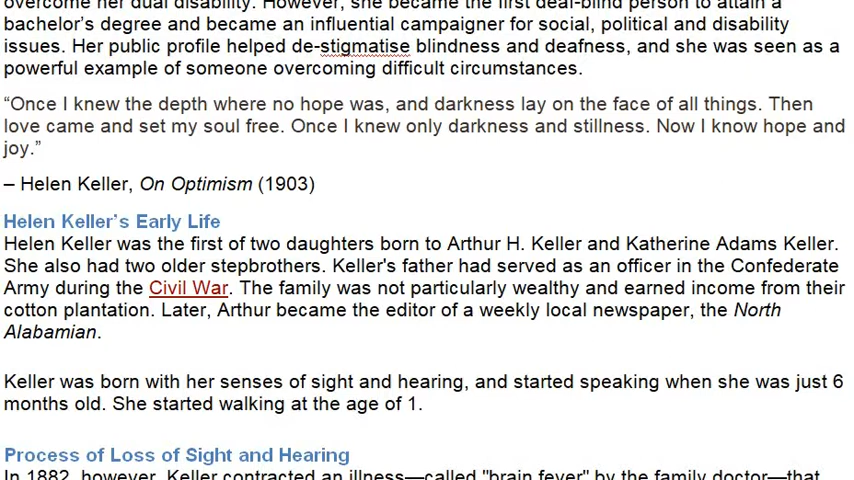 overcome her dual disability. However, she became the first deaf-blind person to attain a
bachelor's degree and became an influential campaigner for social, political and disability
issues. Her public profile helped de-stigmatise blindness and deafness, and she was seen as a
powerful example of someone overcoming difficult circumstances.
“Once I knew the depth where no hope was, and darkness lay on the face of all things. Then
love came and set my soul free. Once I knew only darkness and stillness. Now I know hope and
joy.”
– Helen Keller, On Optimism (1903)
Helen Keller's Early Life
Helen Keller was the first of two daughters born to Arthur H. Keller and Katherine Adams Keller.
She also had two older stepbrothers. Keller's father had served as an officer in the Confederate
Army during the Civil War. The family was not particularly wealthy and earned income from their
cotton plantation. Later, Arthur became the editor of a weekly local newspaper, the North
Alabamian.
Keller was born with her senses of sight and hearing, and started speaking when she was just 6
months old. She started walking at the age of 1.
Process of Loss of Sight and Hearing
In 1882, however, Keller contracted an illness—called "brain fever" by the family doctor—that